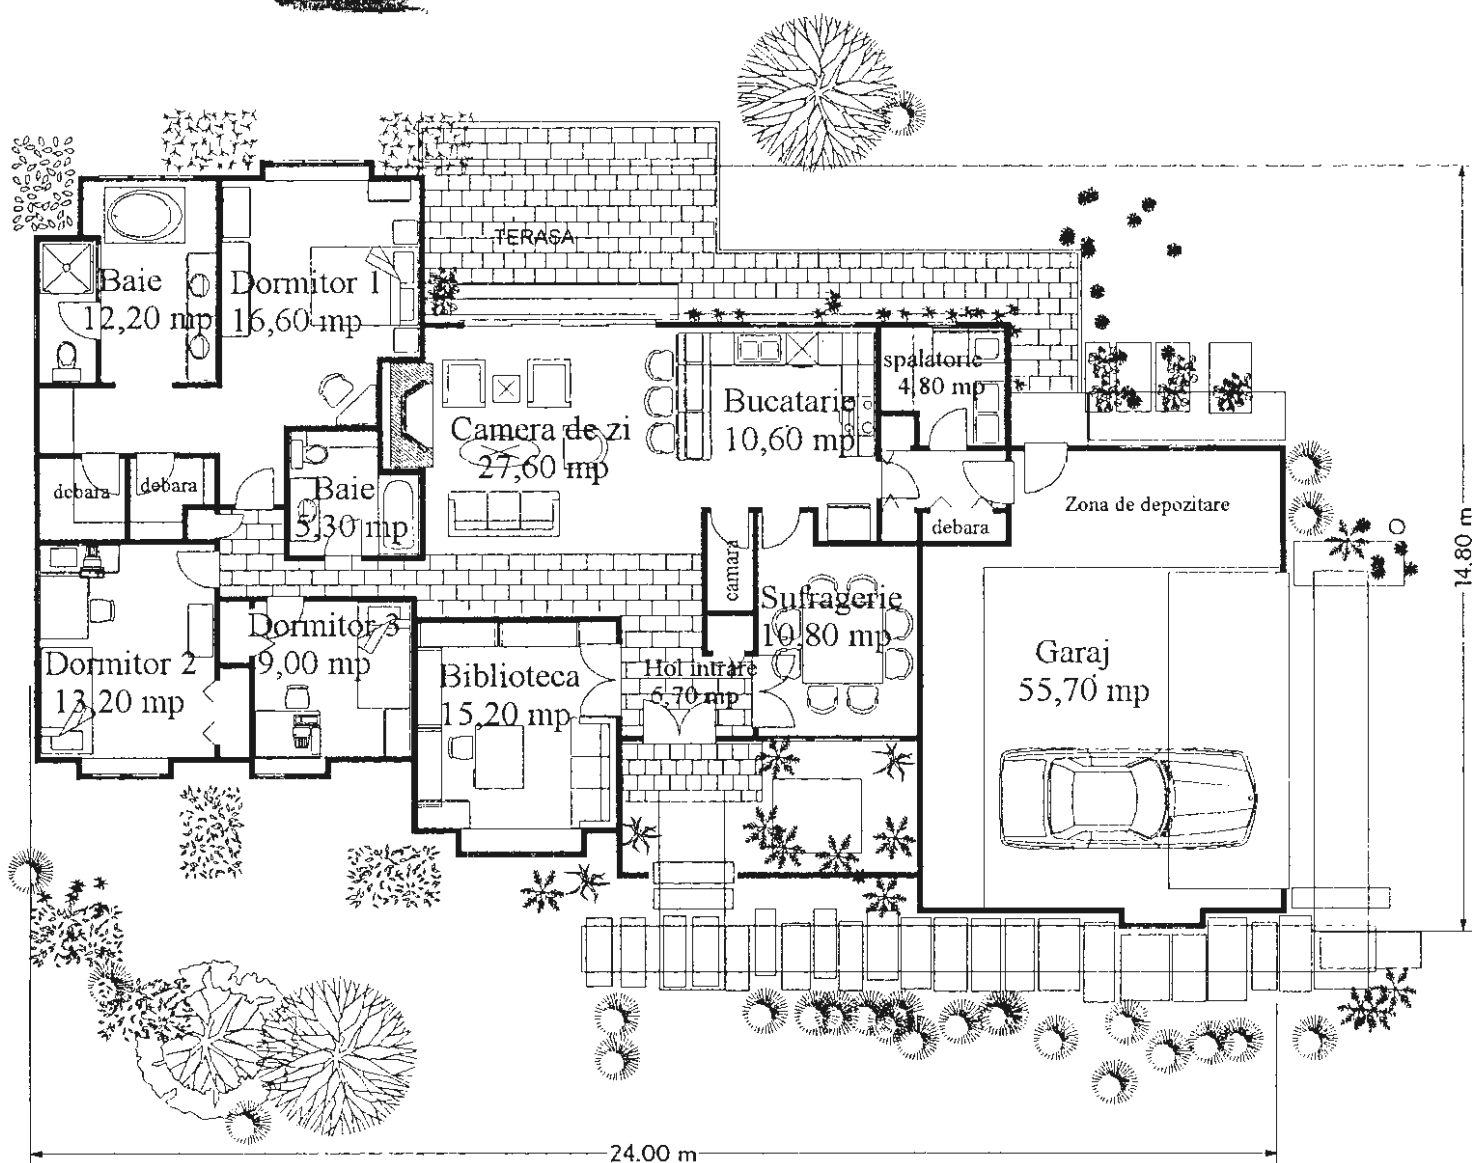 TERASA
Baie
12,20 mp
Dormitor 1
16,60 mp
spalatorie
4,80 mp
Bucatarie
10,60 mp
Camera de zi
27,60 mp
debara
debara
Baie
5,30 mp
Zona de depozitare
debara
camara
14.80 m
Sufragerie
10,80 mp
Dormitor 3
9,00 mp
Dormitor 2
13,20 mp
Biblioteca
15,20 mp
Hol intrare
6,70 mp
Garaj
55,70 mp
24.00 m